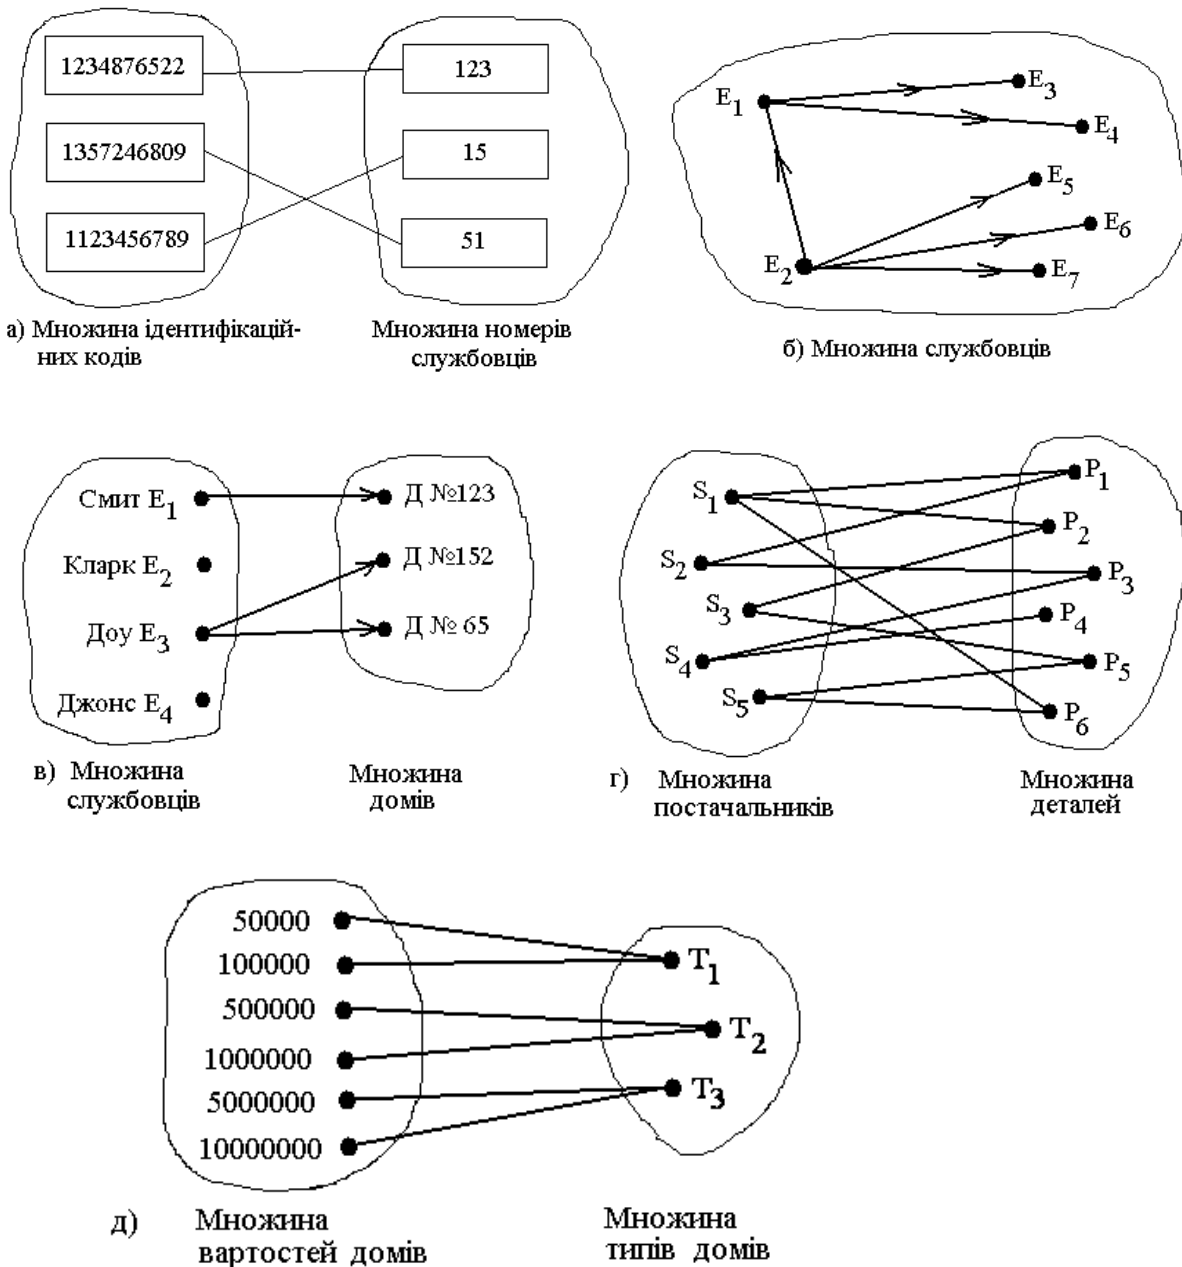 1234876522
123
1357246809
15
1123456789
51
а) Множина ідентифікацій-
них кодів
Множина номерів
службовців
E1
E3
E4
E5
E2
E6
E7
б) Множина службовців
Смит E1
Кларк E2
Доу E3
Джонс E4
Д №123
Д №152
Д № 65
в) Множина
службовців
Множина
домів
S1
S2
S3
S4
S5
P1
P2
P3
P4
P5
P6
г) Множина
постачальників
Множина
деталей
50000
100000
500000
1000000
5000000
10000000
T1
T2
T3
д) Множина
вартостей домів
Множина
типів домів